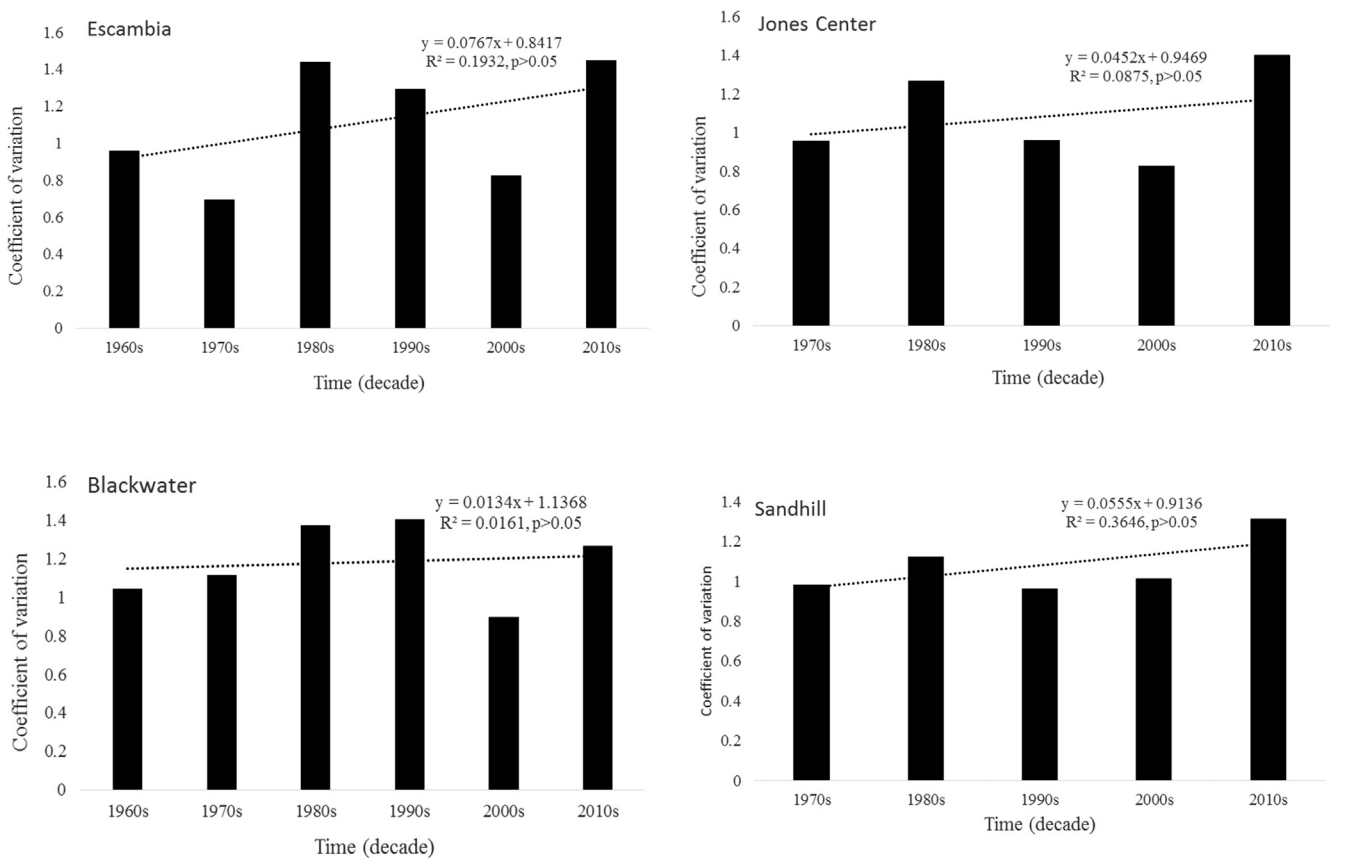 Escambia
y = 0.0767x + 0.8417
R² = 0.1932, p>0.05
Coefficient of variation
1.6
1.4
1.2
1
0.8
0.6
0.4
0.2
0
1960s 1970s 1980s 1990s 2000s 2010s
Time (decade)
Jones Center
y = 0.0452x + 0.9469
R² = 0.0875, p>0.05
Coefficient of variation
1.6
1.4
1.2
1
0.8
0.6
0.4
0.2
0
1970s 1980s 1990s 2000s 2010s
Time (decade)
Blackwater
y = 0.0134x + 1.1368
R² = 0.0161, p>0.05
Coefficient of variation
1.6
1.4
1.2
1
0.8
0.6
0.4
0.2
0
1960s 1970s 1980s 1990s 2000s 2010s
Time (decade)
Sandhill
y = 0.0555x + 0.9136
R² = 0.3646, p>0.05
Coefficient of variation
1.4
1.2
1
0.8
0.6
0.4
0.2
0
1970s 1980s 1990s 2000s 2010s
Time (decade)